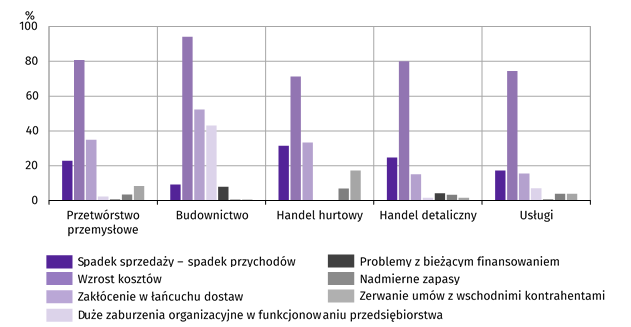 %
100
80
60
40
20
0
Przetwórstwo
przemysłowe
Budownictwo
Handel hurtowy
Handel detaliczny
Usługi
Spadek sprzedaży – spadek przychodów
Wzrost kosztów
Zakłócenie w łańcuchu dostaw
Duże zaburzenia organizacyjne w funkcjonowaniu przedsiębiorstwa
Problemy z bieżącym finansowaniem
Nadmierne zapasy
Zerwanie umów z wschodnimi kontrahentami